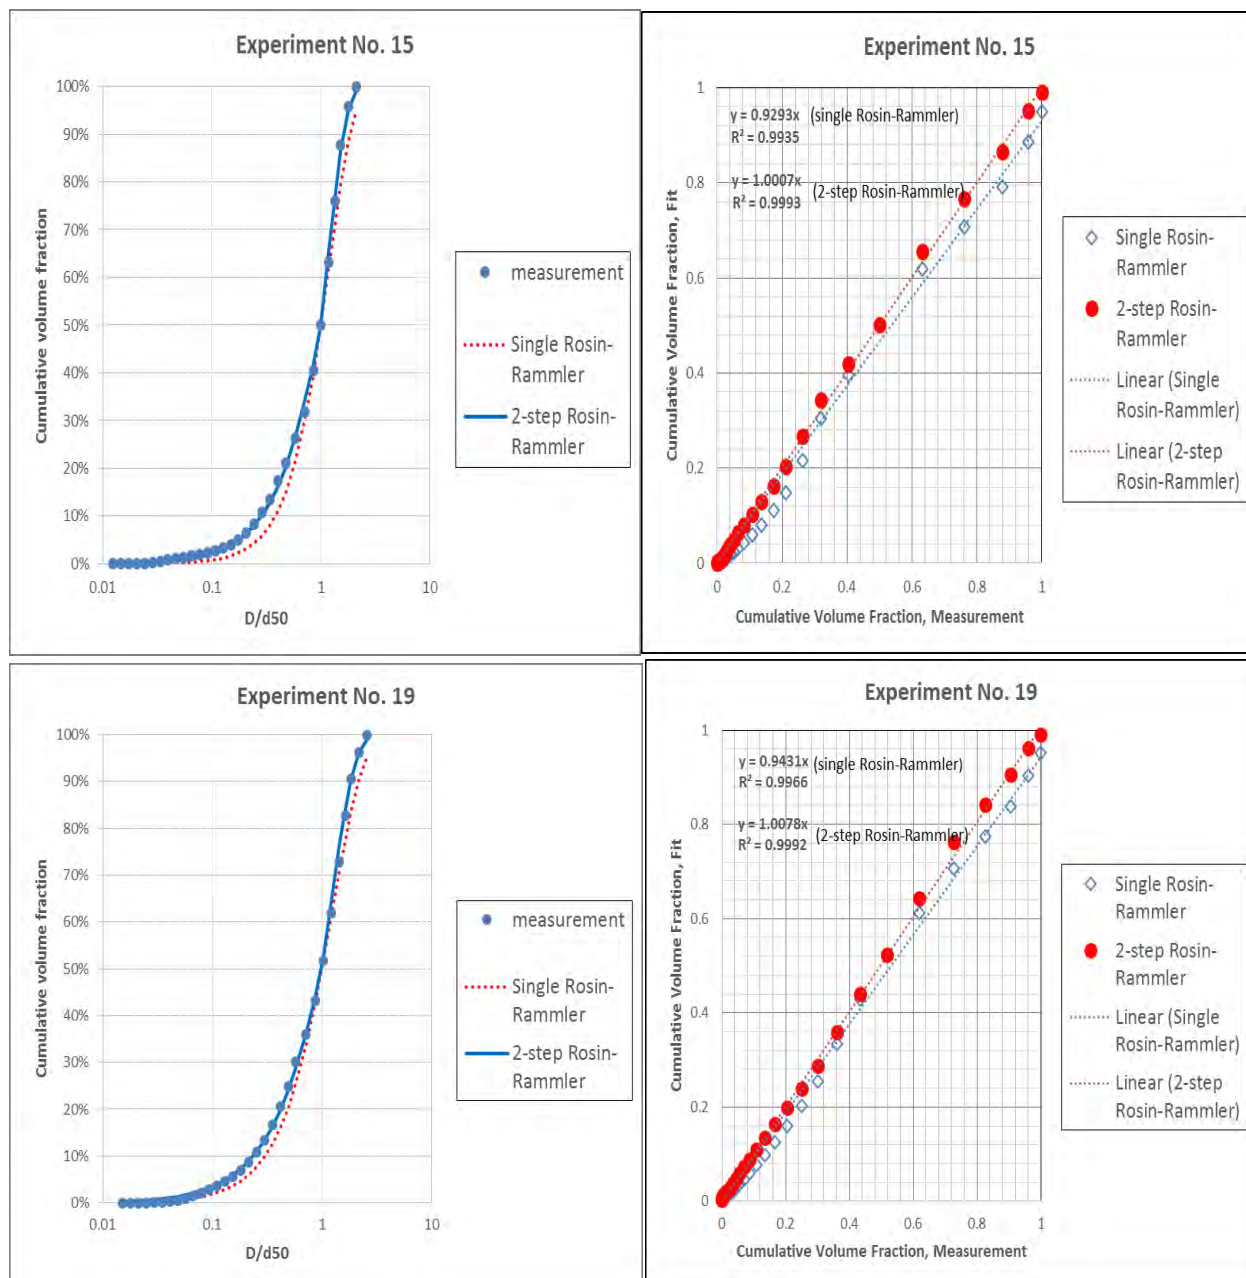 Experiment No. 15
100%
90%
80%
70%
60%
50%
40%
30%
20%
10%
0%
0.01
0.1
1
10
Cumulative volume fraction
D/d50
measurement
Single Rosin-
Rammler
2-step Rosin-
Rammler
Experiment No. 15
1
0.8
0.6
0.4
0.2
0
0
0.2
0.4
0.6
0.8
1
y = 0.9293x (single Rosin-Rammler)
R² = 0.9935
y = 1.0007x (2-step Rosin-Rammler)
R² = 0.9993
Cumulative Volume Fraction, Fit
Cumulative Volume Fraction, Measurement
Single Rosin-
Rammler
2-step Rosin-
Rammler
Linear (Single
Rosin-Rammler)
Linear (2-step
Rosin-Rammler)
Experiment No. 19
100%
90%
80%
70%
60%
50%
40%
30%
20%
10%
0%
0.01
0.1
1
10
Cumulative volume fraction
D/d50
measurement
Single Rosin-
Rammler
2-step Rosin-
Rammler
Experiment No. 19
1
0.8
0.6
0.4
0.2
0
0
0.2
0.4
0.6
0.8
1
y = 0.9431x (single Rosin-Rammler)
R² = 0.9966
y = 1.0078x (2-step Rosin-Rammler)
R² = 0.9992
Cumulative Volume Fraction, Fit
Cumulative Volume Fraction, Measurement
Single Rosin-
Rammler
2-step Rosin-
Rammler
Linear (Single
Rosin-Rammler)
Linear (2-step
Rosin-Rammler)